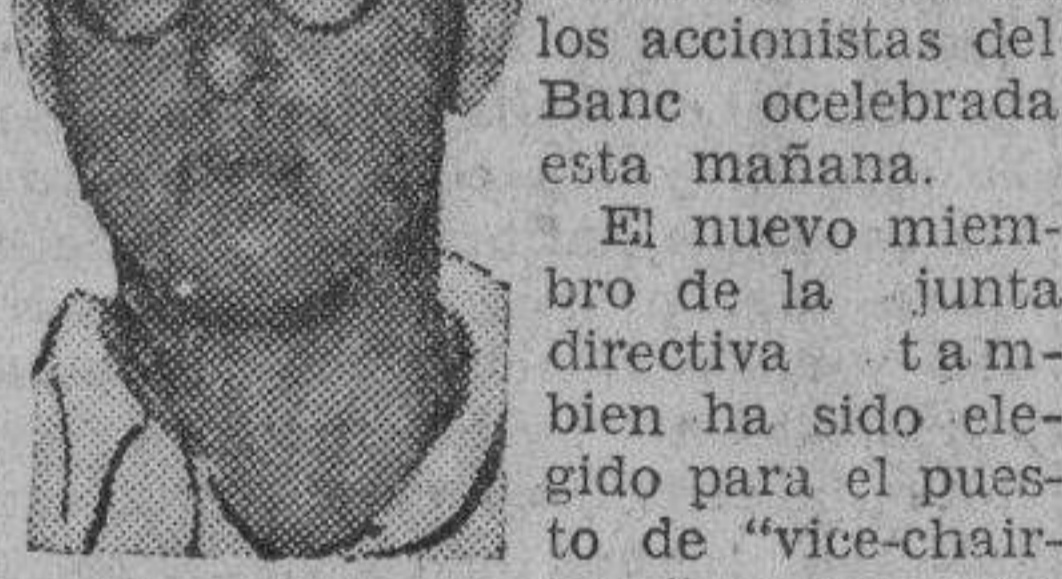 los accionistas del
Banc ocelebrada
esta mañana.
El nuevo miem-
bro de la junta
directiva tam-
bien ha sido ele-
gido para el pues-
to de “vice-chair-